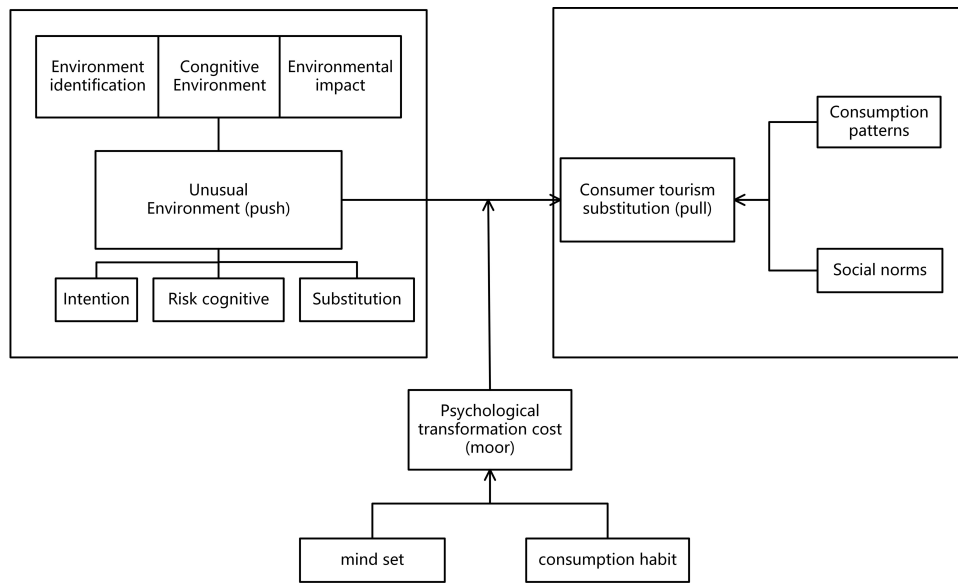 Environment
identification
Congnitive
Environment
Environmental
impact
Unusual
Environment (push)
Intention
Risk cognitive
Substitution
Consumer tourism
substitution (pull)
Consumption
patterns
Social norms
Psychological
transformation cost
(moor)
mind set
consumption habit